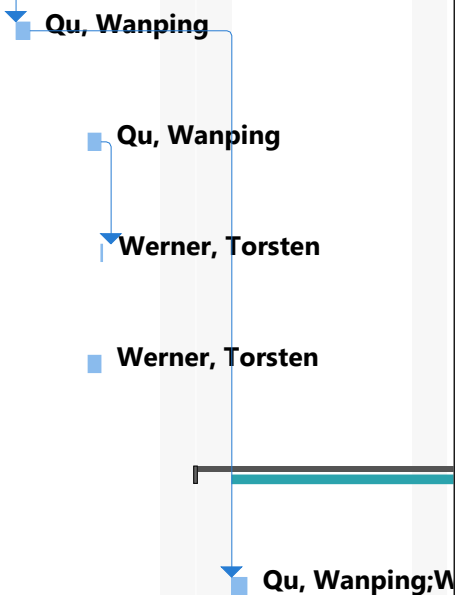 Qu, Wanping
Qu, Wanping
Werner, Torsten
Werner, Torsten
Qu, Wanping;W